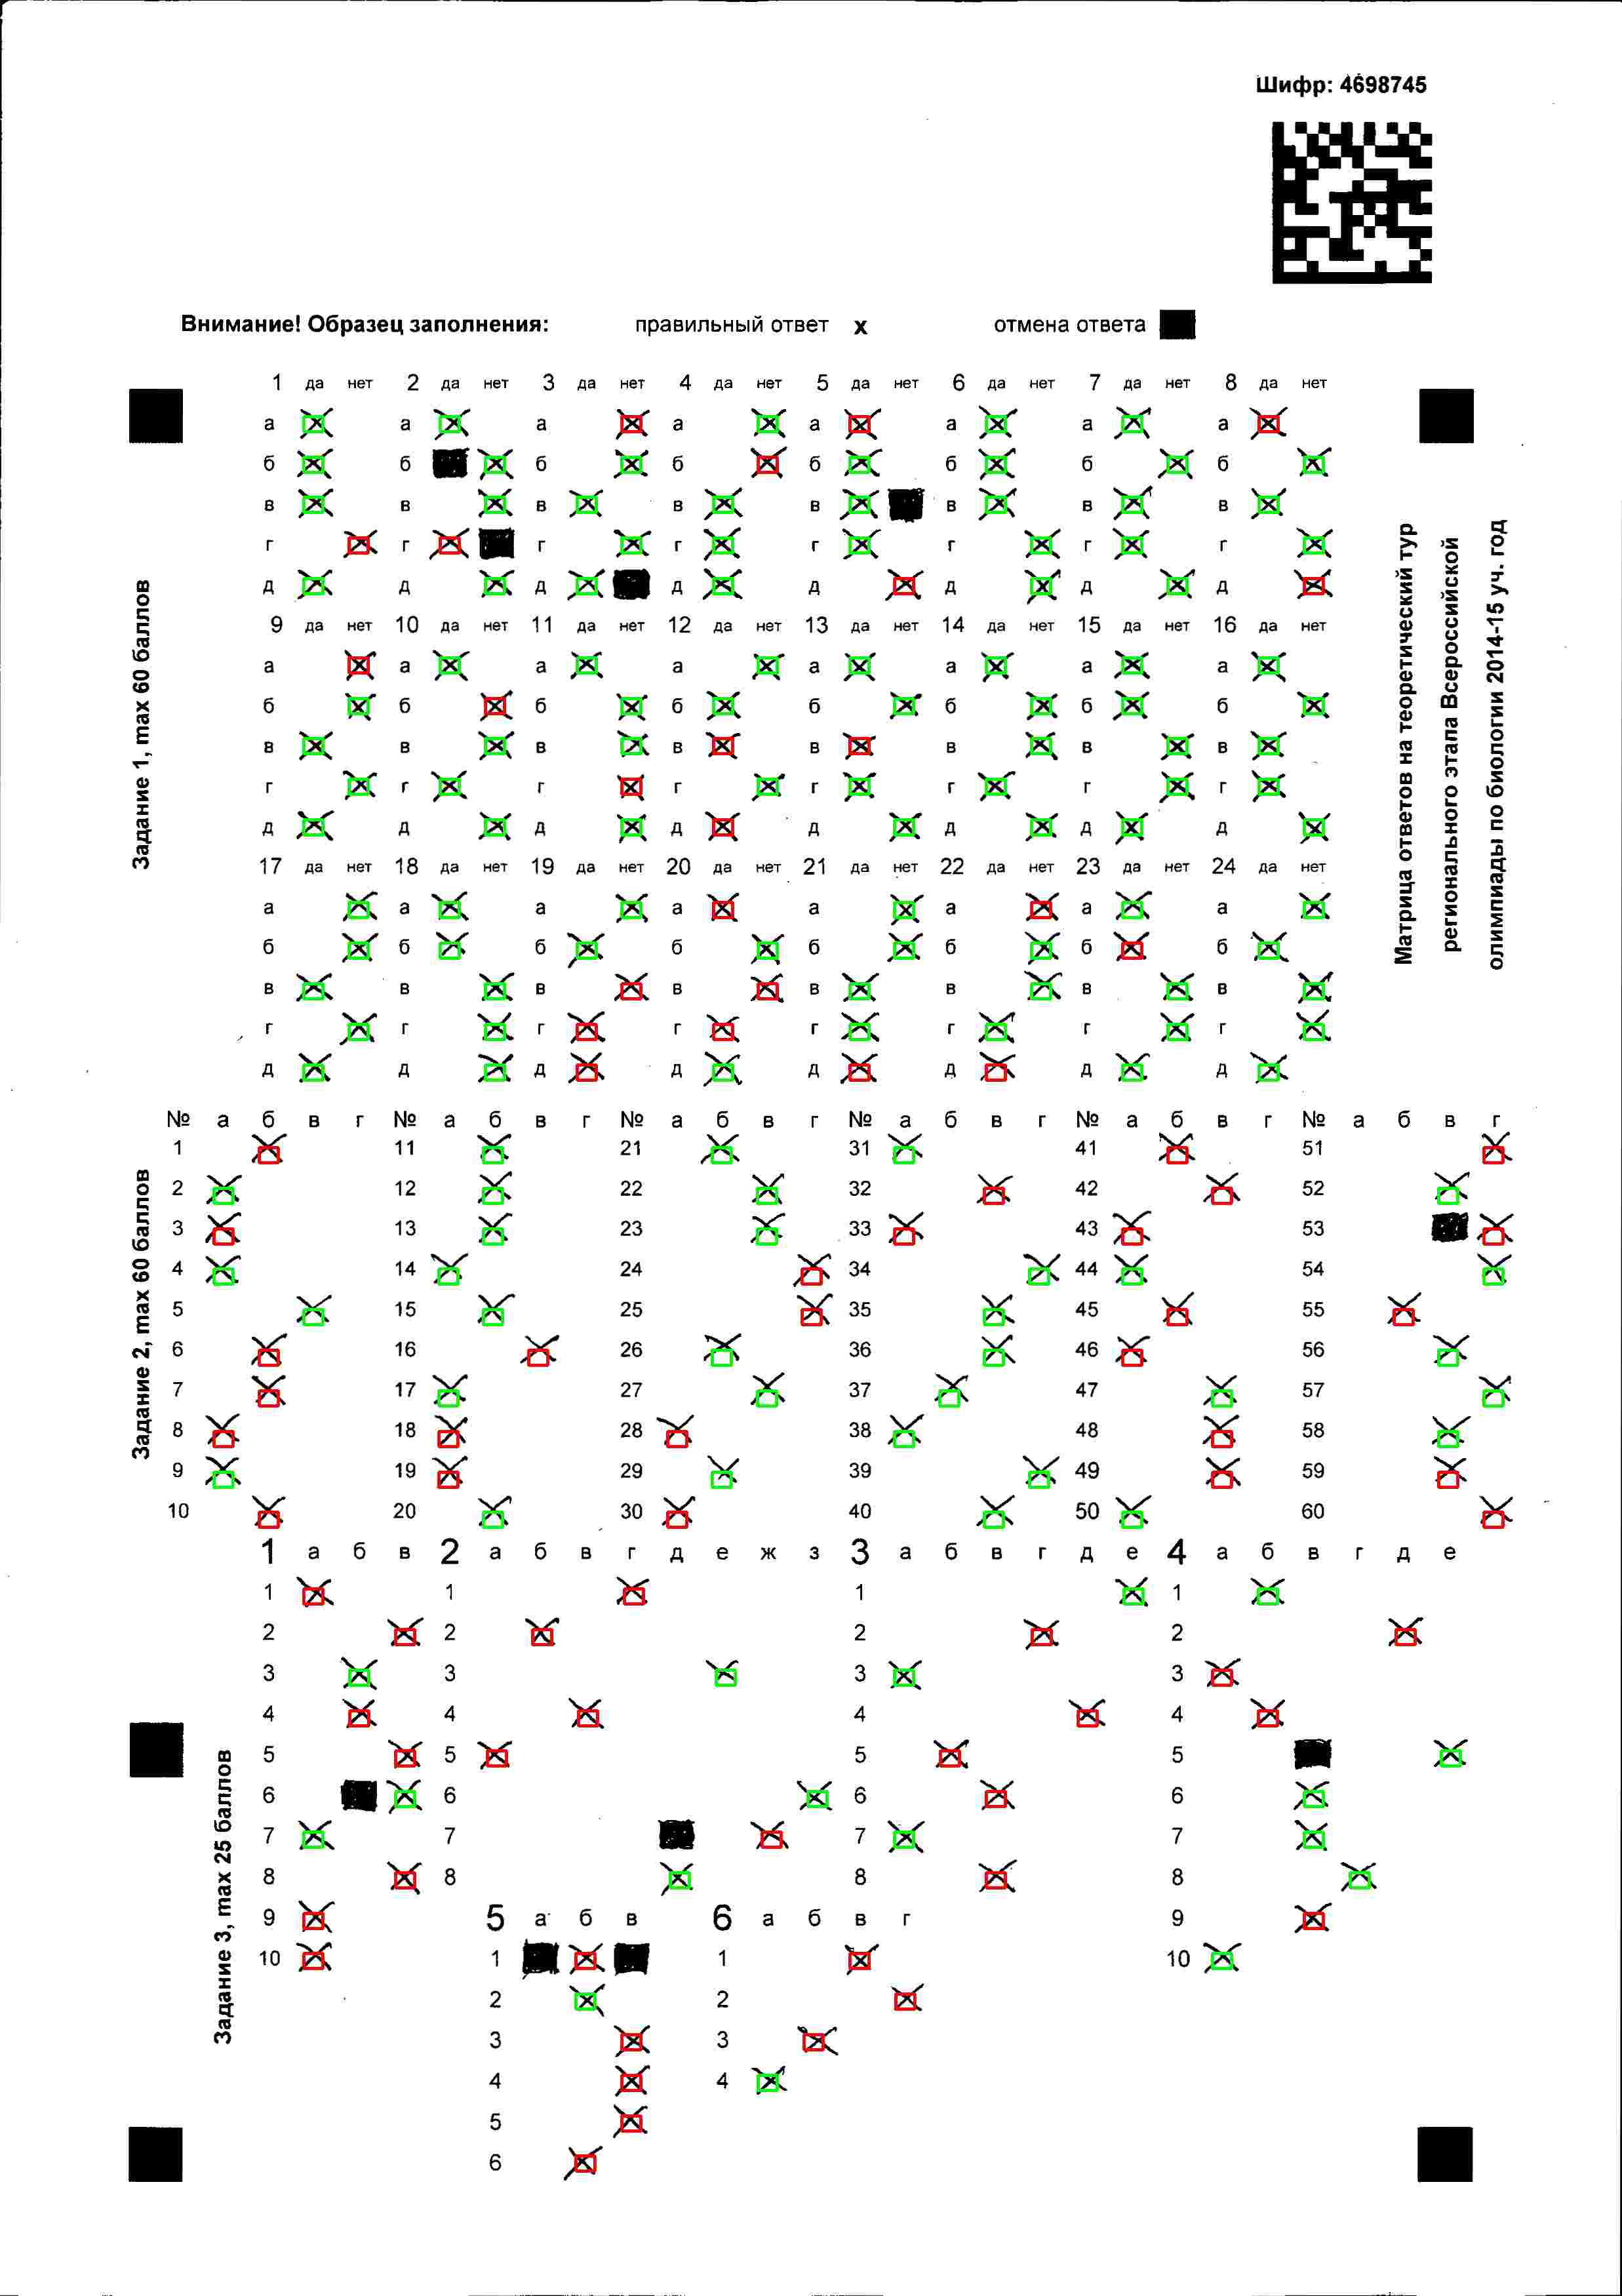 Шифр: 4698745
Внимание! Образец заполнения: правильный ответ х отмена ответа
Матрица ответов на теоретический тур
регионального этапа Всероссийской
олимпиады по биологии 2014-15 уч. год
Задание 1, max 60 баллов
1 да нет 2 да нет 3 да нет 4 да нет 5 да нет 6 да нет 7 да нет 8 да нет
а а а а а а а а
б б б б б б б б
в в в в в в в в
г г г г г г г г
д д д д д д д д
9 да нет 10 да нет 11 да нет 12 да нет 13 да нет 14 да нет 15 да нет 16 да нет
а а а а а а а а
б б б б б б б б
в в в в в в в в
г г г г г г г г
д д д д д д д д
17 да нет 18 да нет 19 да нет 20 да нет 21 да нет 22 да нет 23 да нет 24 да нет
а а а а а а а а
б б б б б б б б
в в в в в в в в
г г г г г г г г
д д д д д д д д
Задание 2, max 60 баллов
№ а б в г № а б в г № а б в г № а б в г № а б в г № а б в г
1 11 21 31 41 51
2 12 22 32 42 52
3 13 23 33 43 53
4 14 24 34 44 54
5 15 25 35 45 55
6 16 26 36 46 56
7 17 27 37 47 57
8 18 28 38 48 58
9 19 29 39 49 59
10 20 30 40 50 60
Задание 3, max 25 баллов
1 а б в 2 а б в г д е ж з 3 а б в г д е 4 а б в г д е
1 1 1 1
2 2 2 2
3 3 3 3
4 4 4 4
5 5 5 5
6 6 6 6
7 7 7 7
8 8 8 8
9 5 а б в 6 а б в г 9
10 1 1 10
2 2
3 3
4 4
5
6